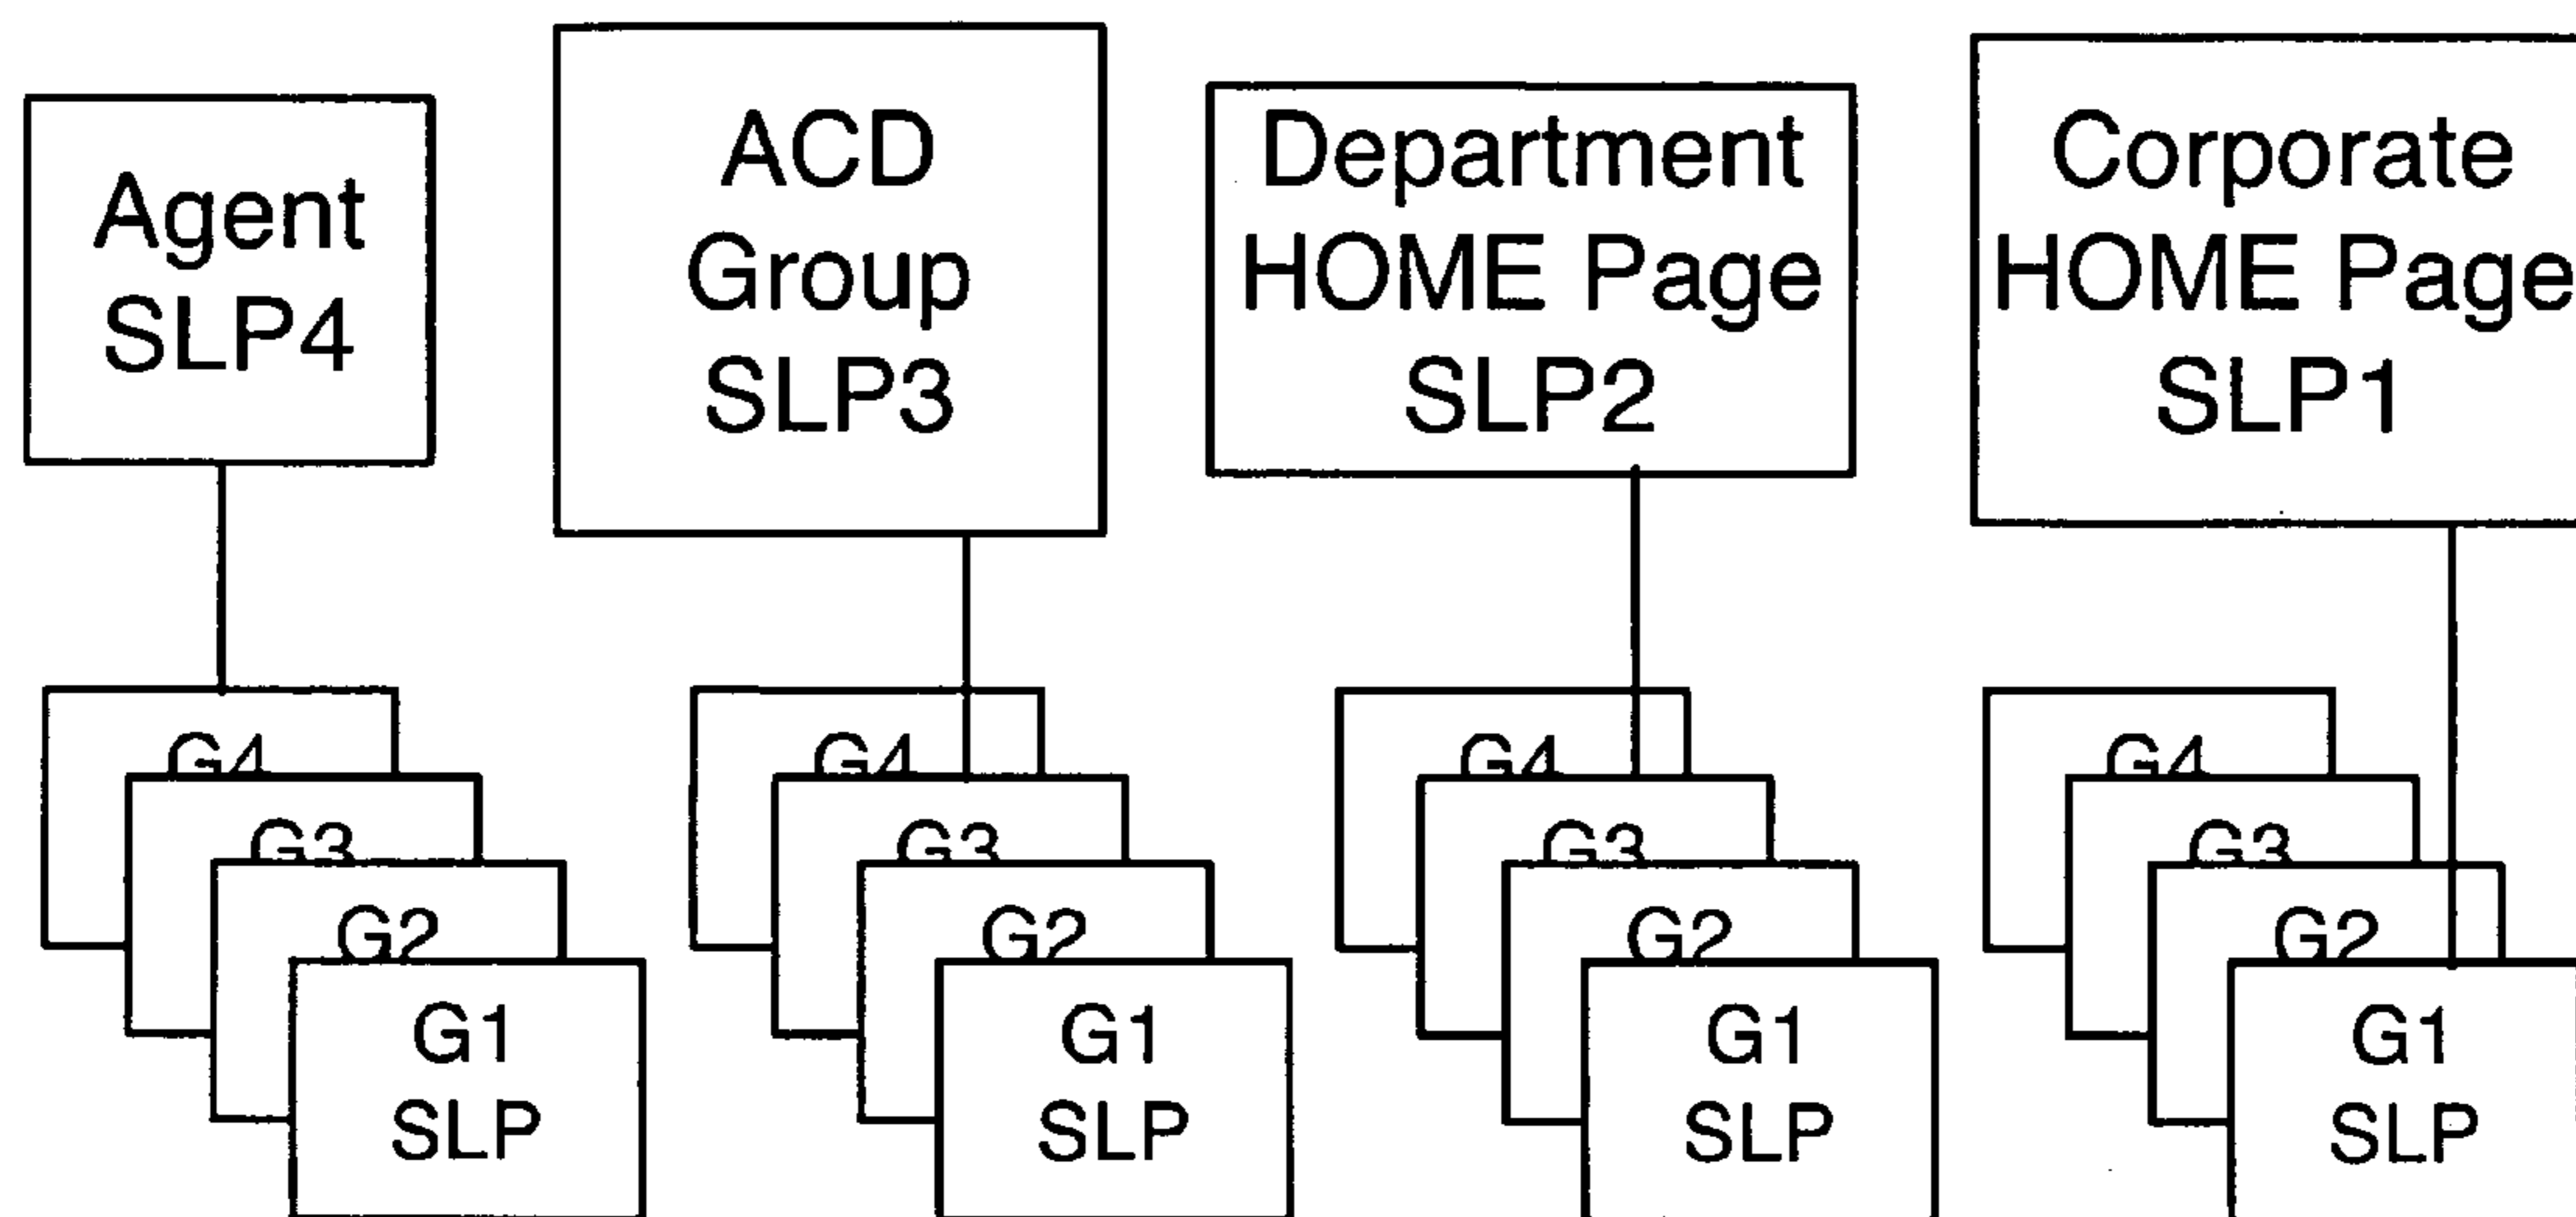 Agent
SLP4
ACD
Group
SLP3
Department
HOME Page
SLP2
Corporate
HOME Page
SLP1
G4
G3
G2
G1
SLP
G4
G3
G2
G1
SLP
G4
G3
G2
G1
SLP
G4
G3
G2
G1
SLP